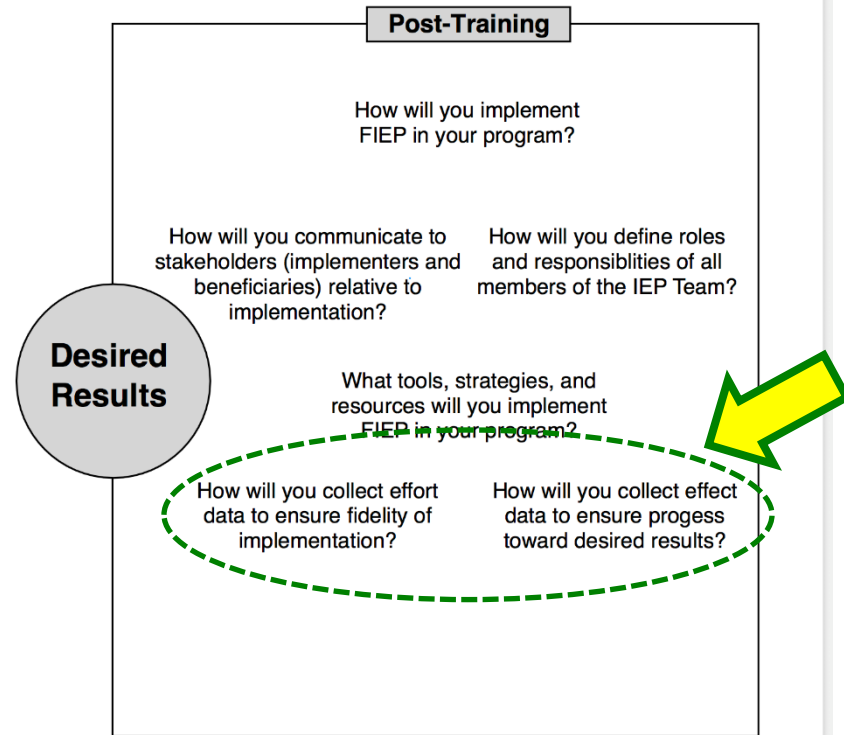 Post-Training
How will you implement
FIEP in your program?
How will you communicate to
stakeholders (implementers and
beneficiaries) relative to
implementation?
How will you define roles
and responsiblities of all
members of the IEP Team?
Desired
Results
What tools, strategies, and
resources will you implement
FIEP in your program?
How will you collect effort
data to ensure fidelity of
implementation?
How will you collect effect
data to ensure progess
toward desired results?